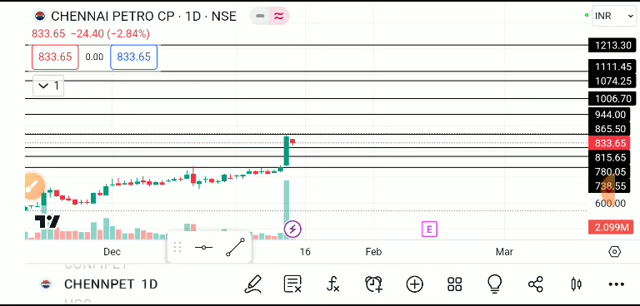 CHENNAI PETRO CP · 1D · NSE
INR
833.65 −24.40 (−2.84%)
833.65 0.00 833.65
1
1213.30
1111.45
1074.25
1006.70
944.00
865.50
833.65
815.65
780.05
738.55
600.00
2.099M
E
Dec 16 Feb Mar
CHENNPET 1D